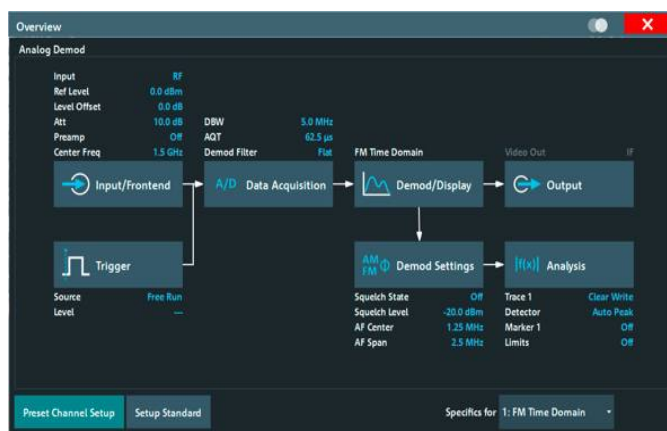 Overview
Analog Demod
Input RF
Ref Level 0.0 dBm
Level Offset 0.0 dB
Att 10.0 dB
Preamp Off
Center Freq 1.5 GHz
DBW 5.0 MHz
AQT 62.5 µs
Demod Filter Flat
FM Time Domain
Video Out IF
Input/Frontend
A/D Data Acquisition
Demod/Display
Output
Trigger
AM FM Φ Demod Settings
|f(x)| Analysis
Source Free Run
Level ---
Squelch State Off
Squelch Level -20.0 dBm
AF Center 1.25 MHz
AF Span 2.5 MHz
Trace 1 Clear Write
Detector Auto Peak
Marker 1 Off
Limits Off
Preset Channel Setup
Setup Standard
Specifics for 1: FM Time Domain